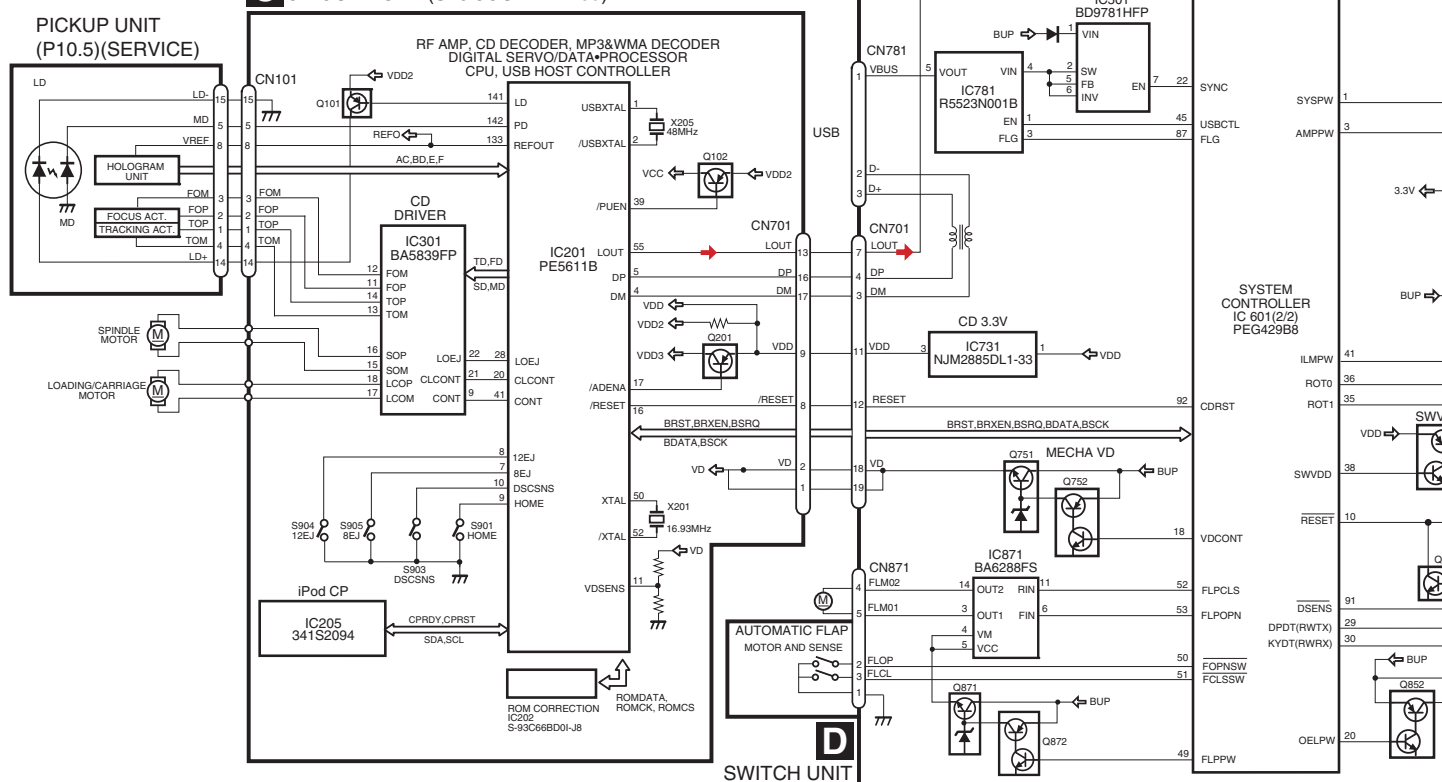 PICKUP UNIT
(P10.5)(SERVICE)
RF AMP, CD DECODER, MP3&WMA DECODER
DIGITAL SERVO/DATA•PROCESSOR
CPU, USB HOST CONTROLLER
LD
LD- 15
MD 5
VREF 8
HOLOGRAM
UNIT
FOM 3
FOP 2
TOP 1
TOM 4
LD+ 14
FOCUS ACT.
TRACKING ACT.
MD
CN101
15
5
8
3 FOM
2 FOP
1 TOP
4 TOM
14
Q101
VDD2
REFO
AC,BD,E,F
141 LD
142 PD
133 REFOUT
CD
DRIVER
IC301
BA5839FP
12 FOM
11 FOP
14 TOP
13 TOM
16 SOP
15 SOM
18 LCOP
17 LCOM
LOEJ 22
CLCONT 21
CONT 9
TD,FD
SD,MD
SPINDLE
MOTOR
M
LOADING/CARRIAGE
MOTOR
M
28 LOEJ
20 CLCONT
41 CONT
8 12EJ
7 8EJ
10 DSCSNS
9 HOME
S904
12EJ
S905
8EJ
S903
DSCSNS
S901
HOME
iPod CP
IC205
341S2094
CPRDY,CPRST
SDA,SCL
ROM CORRECTION
IC202
S-93C66BD0I-J8
ROMDATA,
ROMCK, ROMCS
IC201
PE5611B
USBXTAL 1
X205
48MHz
/USBXTAL 2
Q102
VCC
VDD2
/PUEN 39
LOUT 55
DP 5
DM 4
VDD
VDD2
VDD3
Q201
/ADENA 17
/RESET 16
BRST,BRXEN,BSRQ
BDATA,BSCK
VD
XTAL 50
X201
16.93MHz
/XTAL 52
VD
VDSENS 11
CN701
LOUT 13
DP 16
DM 17
VDD 9
/RESET 8
VD 2
1
CN781
1 VBUS
USB
2 D-
3 D+
CN701
7 LOUT
4 DP
3 DM
11 VDD
12 RESET
18 VD
19
BD9781HFP
BUP
1 VIN
2 SW
5 FB
6 INV
EN 7
5 VOUT
VIN 4
IC781
R5523N001B
EN 1
FLG 3
CD 3.3V
IC731
NJM2885DL1-33
3
1
VDD
BRST,BRXEN,BSRQ,BDATA,BSCK
Q751
MECHA VD
Q752
BUP
CN871
4 FLM02
5 FLM01
M
IC871
BA6288FS
14 OUT2
3 OUT1
4 VM
5 VCC
RIN 11
FIN 6
AUTOMATIC FLAP
MOTOR AND SENSE
2 FLOP
3 FLCL
1
D
SWITCH UNIT
Q871
Q872
BUP
22 SYNC
45 USBCTL
87 FLG
92 CDRST
18 VDCONT
52 FLPCLS
53 FLPOPN
50 FOPNSW
51 FCLSSW
49 FLPPW
SYSTEM
CONTROLLER
IC 601(2/2)
PEG429B8
SYSPW 1
AMPPW 3
ILMPW 41
ROT0 36
ROT1 35
SWVDD 38
RESET 10
DSENS 91
DPDT(RWTX) 29
KYDT(RWRX) 30
OELPW 20
3.3V
BUP
VDD
BUP
Q852